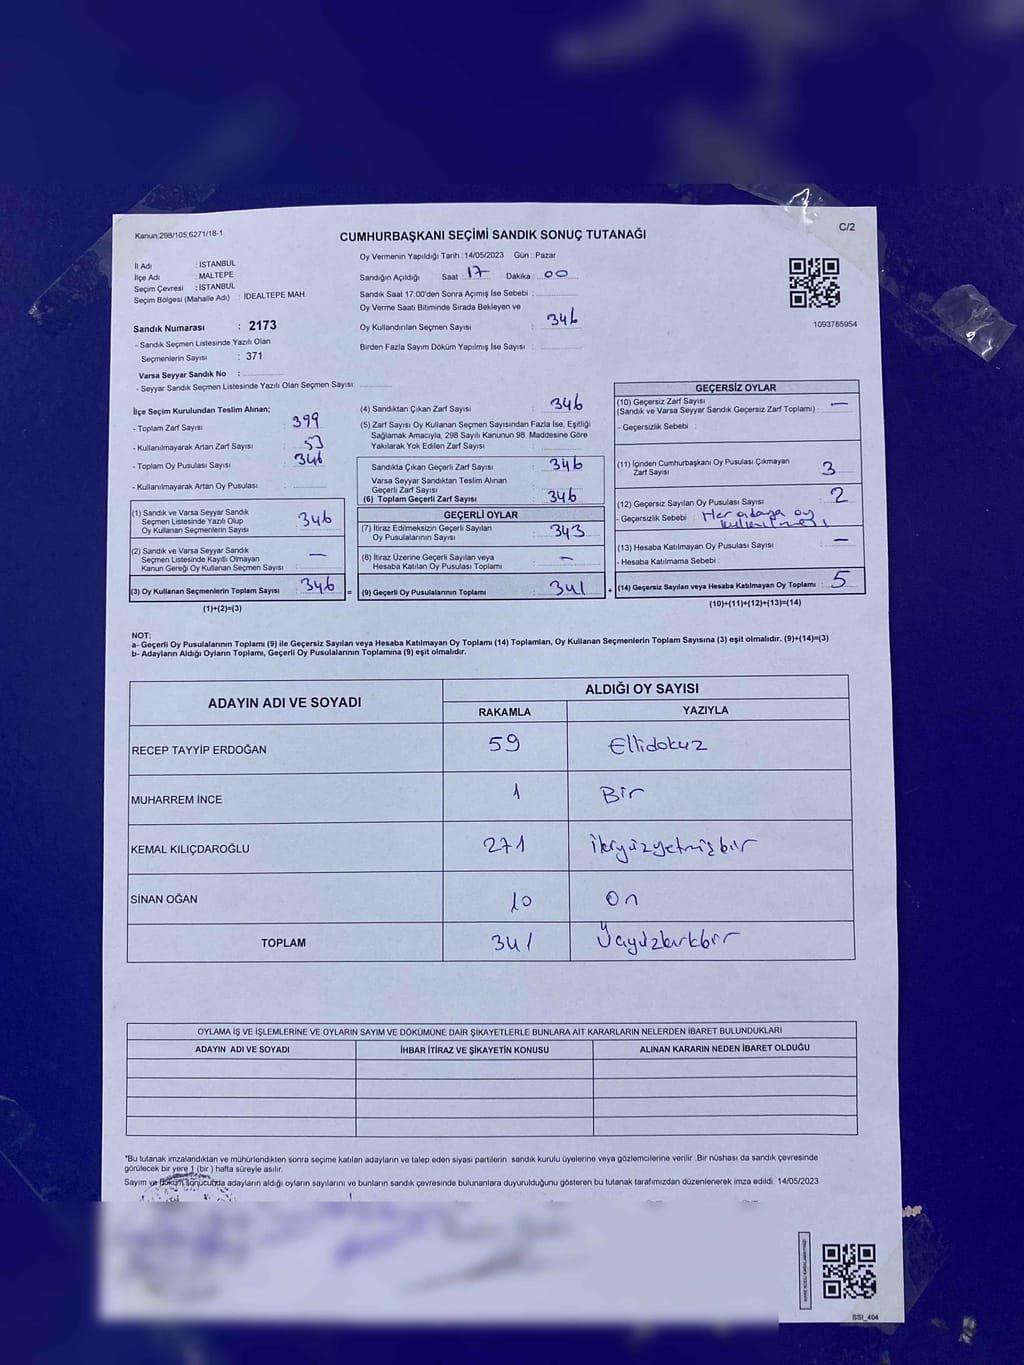 Kanun:298/105,6271/18-1
CUMHURBAŞKANI SEÇİMİ SANDIK SONUÇ TUTANAĞI
C/2
İl Adı : İSTANBUL
İlçe Adı : MALTEPE
Seçim Çevresi : İSTANBUL
Seçim Bölgesi (Mahalle Adı) : İDEALTEPE MAH.
Sandık Numarası : 2173
- Sandık Seçmen Listesinde Yazılı Olan
Seçmenlerin Sayısı : 371
Varsa Seyyar Sandık No :
- Seyyar Sandık Seçmen Listesinde Yazılı Olan Seçmen Sayısı:
Oy Vermenin Yapıldığı Tarih :14/05/2023 Gün : Pazar
Sandığın Açıldığı Saat 17 Dakika : 00
Sandık Saat 17:00'den Sonra Açımış İse Sebebi :
Oy Verme Saati Bitiminde Sırada Bekleyen ve
Oy Kullandırılan Seçmen Sayısı : 346
Birden Fazla Sayım Döküm Yapılmış İse Sayısı :
1093765954
İlçe Seçim Kurulundan Teslim Alınan;
- Toplam Zarf Sayısı : 399
- Kullanılmayarak Artan Zarf Sayısı : 53
- Toplam Oy Pusulası Sayısı : 346
- Kullanılmayarak Artan Oy Pusulası :
(1) Sandık ve Varsa Seyyar Sandık
Seçmen Listesinde Yazılı Olup
Oy Kullanan Seçmenlerin Sayısı : 346
(2) Sandık ve Varsa Seyyar Sandık
Seçmen Listesinde Kayıtlı Olmayan
Kanun Gereği Oy Kullanan Seçmen Sayısı : —
(3) Oy Kullanan Seçmenlerin Toplam Sayısı : 346 =
(1)+(2)=(3)
(4) Sandıktan Çıkan Zarf Sayısı : 346
(5) Zarf Sayısı Oy Kullanan Seçmen Sayısından Fazla İse, Eşitliği
Sağlamak Amacıyla, 298 Sayılı Kanunun 98. Maddesine Göre
Yakılarak Yok Edilen Zarf Sayısı :
Sandıkta Çıkan Geçerli Zarf Sayısı : 346
Varsa Seyyar Sandıktan Teslim Alınan
Geçerli Zarf Sayısı :
(6) Toplam Geçerli Zarf Sayısı : 346
GEÇERLİ OYLAR
(7) İtiraz Edilmeksizin Geçerli Sayılan
Oy Pusulalarının Sayısı : 343
(8) İtiraz Üzerine Geçerli Sayılan veya
Hesaba Katılan Oy Pusulası Toplamı : —
(9) Geçerli Oy Pusulalarının Toplamı : 341 +
GEÇERSİZ OYLAR
(10) Geçersiz Zarf Sayısı
(Sandık ve Varsa Seyyar Sandık Geçersiz Zarf Toplamı) : —
- Geçersizlik Sebebi :
(11) İçinden Cumhurbaşkanı Oy Pusulası Çıkmayan
Zarf Sayısı : 3
(12) Geçersiz Sayılan Oy Pusulası Sayısı : 2
- Geçersizlik Sebebi : Her adaya oy
(13) Hesaba Katılmayan Oy Pusulası Sayısı : —
- Hesaba Katılmama Sebebi :
(14) Geçersiz Sayılan veya Hesaba Katılmayan Oy Toplamı : 5
(10)+(11)+(12)+(13)=(14)
NOT:
a- Geçerli Oy Pusulalarının Toplamı (9) ile Geçersiz Sayılan veya Hesaba Katılmayan Oy Toplamı (14) Toplamları, Oy Kullanan Seçmenlerin Toplam Sayısına (3) eşit olmalıdır. (9)+(14)=(3)
b- Adayların Aldığı Oyların Toplamı, Geçerli Oy Pusulalarının Toplamına (9) eşit olmalıdır.
ADAYIN ADI VE SOYADI
ALDIĞI OY SAYISI
RAKAMLA YAZIYLA
RECEP TAYYİP ERDOĞAN 59 Ellidokuz
MUHARREM İNCE 1 Bir
KEMAL KILIÇDAROĞLU 271 ikiyüzyetmişbir
SİNAN OĞAN 10 On
TOPLAM 341 Üçyüzkırkbir
OYLAMA İŞ VE İŞLEMLERİNE VE OYLARIN SAYIM VE DÖKÜMÜNE DAİR ŞİKAYETLERLE BUNLARA AİT KARARLARIN NELERDEN İBARET BULUNDUKLARI
ADAYIN ADI VE SOYADI İHBAR İTİRAZ VE ŞİKAYETİN KONUSU ALINAN KARARIN NEDEN İBARET OLDUĞU
*Bu tutanak imzalandıktan ve mühürlendikten sonra seçime katılan adayların ve talep eden siyasi partilerin sandık kurulu üyelerine veya gözlemcilerine verilir. Bir nüshası da sandık çevresinde
görülecek bir yere 1 (bir) hafta süreyle asılır.
Sayım ve döküm sonucunda adayların aldığı oyların sayılarını ve bunların sandık çevresinde bulunanlara duyurulduğunu gösteren bu tutanak tarafımızdan düzenlenerek imza edildi. 14/05/2023
SSI_404